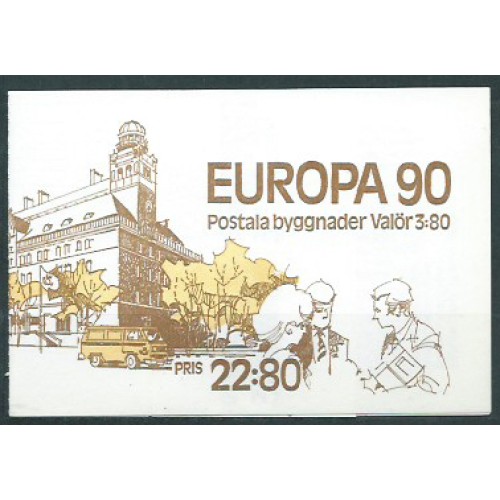 EUROPA 90
Postala byggnader Valör 3:80
PRIS 22:80